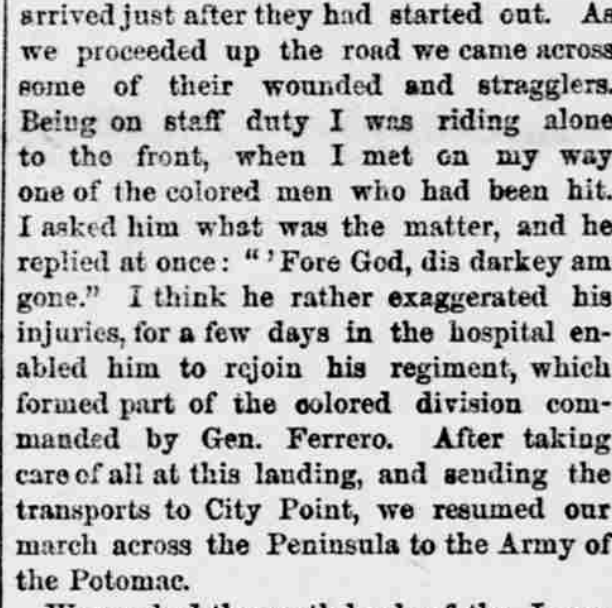 arrived just after they had started out. As
we proceeded up the road we came across
some of their wounded and stragglers.
Being on staff duty I was riding alone
to the front, when I met on my way
one of the colored men who had been hit.
I asked him what was the matter, and he
replied at once: "'Fore God, dis darkey am
gone." I think he rather exaggerated his
injuries, for a few days in the hospital en-
abled him to rejoin his regiment, which
formed part of the colored division com-
manded by Gen. Ferrero. After taking
care of all at this landing, and sending the
transports to City Point, we resumed our
march across the Peninsula to the Army of
the Potomac.